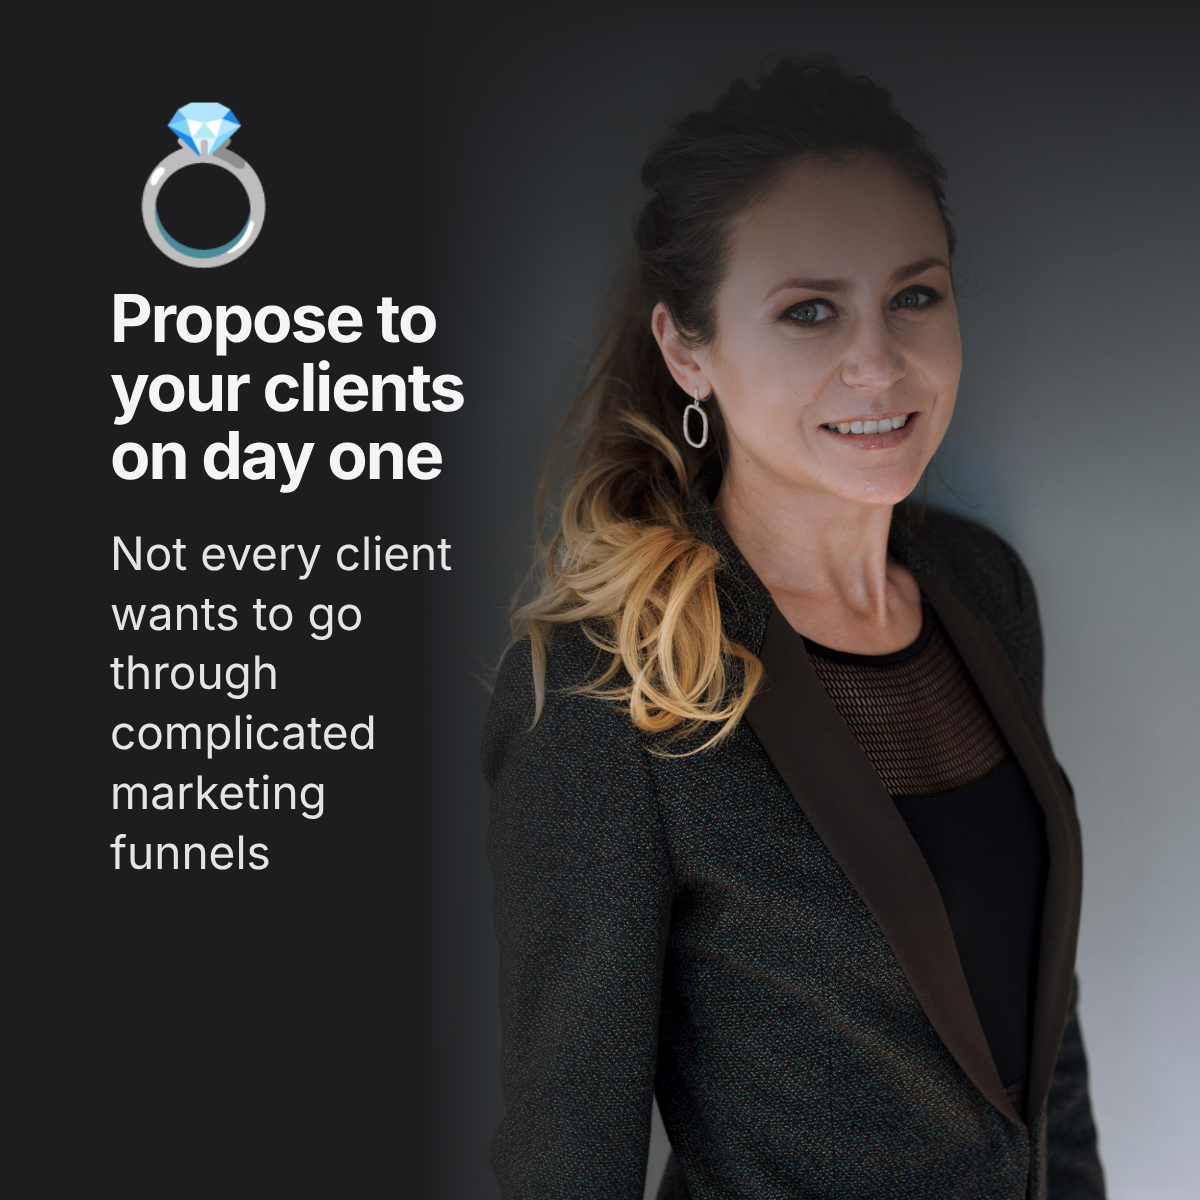 Propose to
your clients
on day one
Not every client
wants to go
through
complicated
marketing
funnels